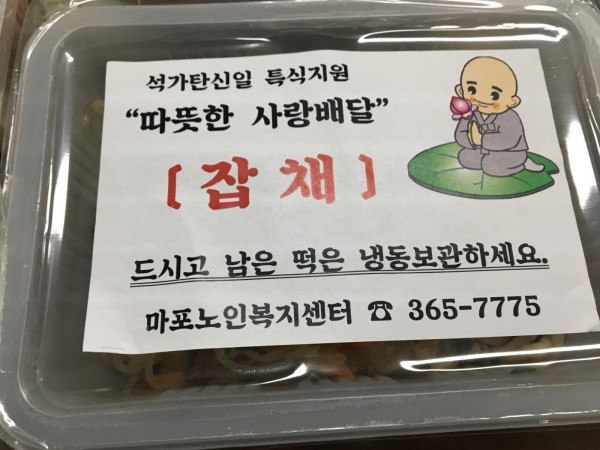 석가탄신일 특식지원
“따뜻한 사랑배달”
[잡채]
드시고 남은 떡은 냉동보관하세요.
마포노인복지센터 ☎ 365-7775